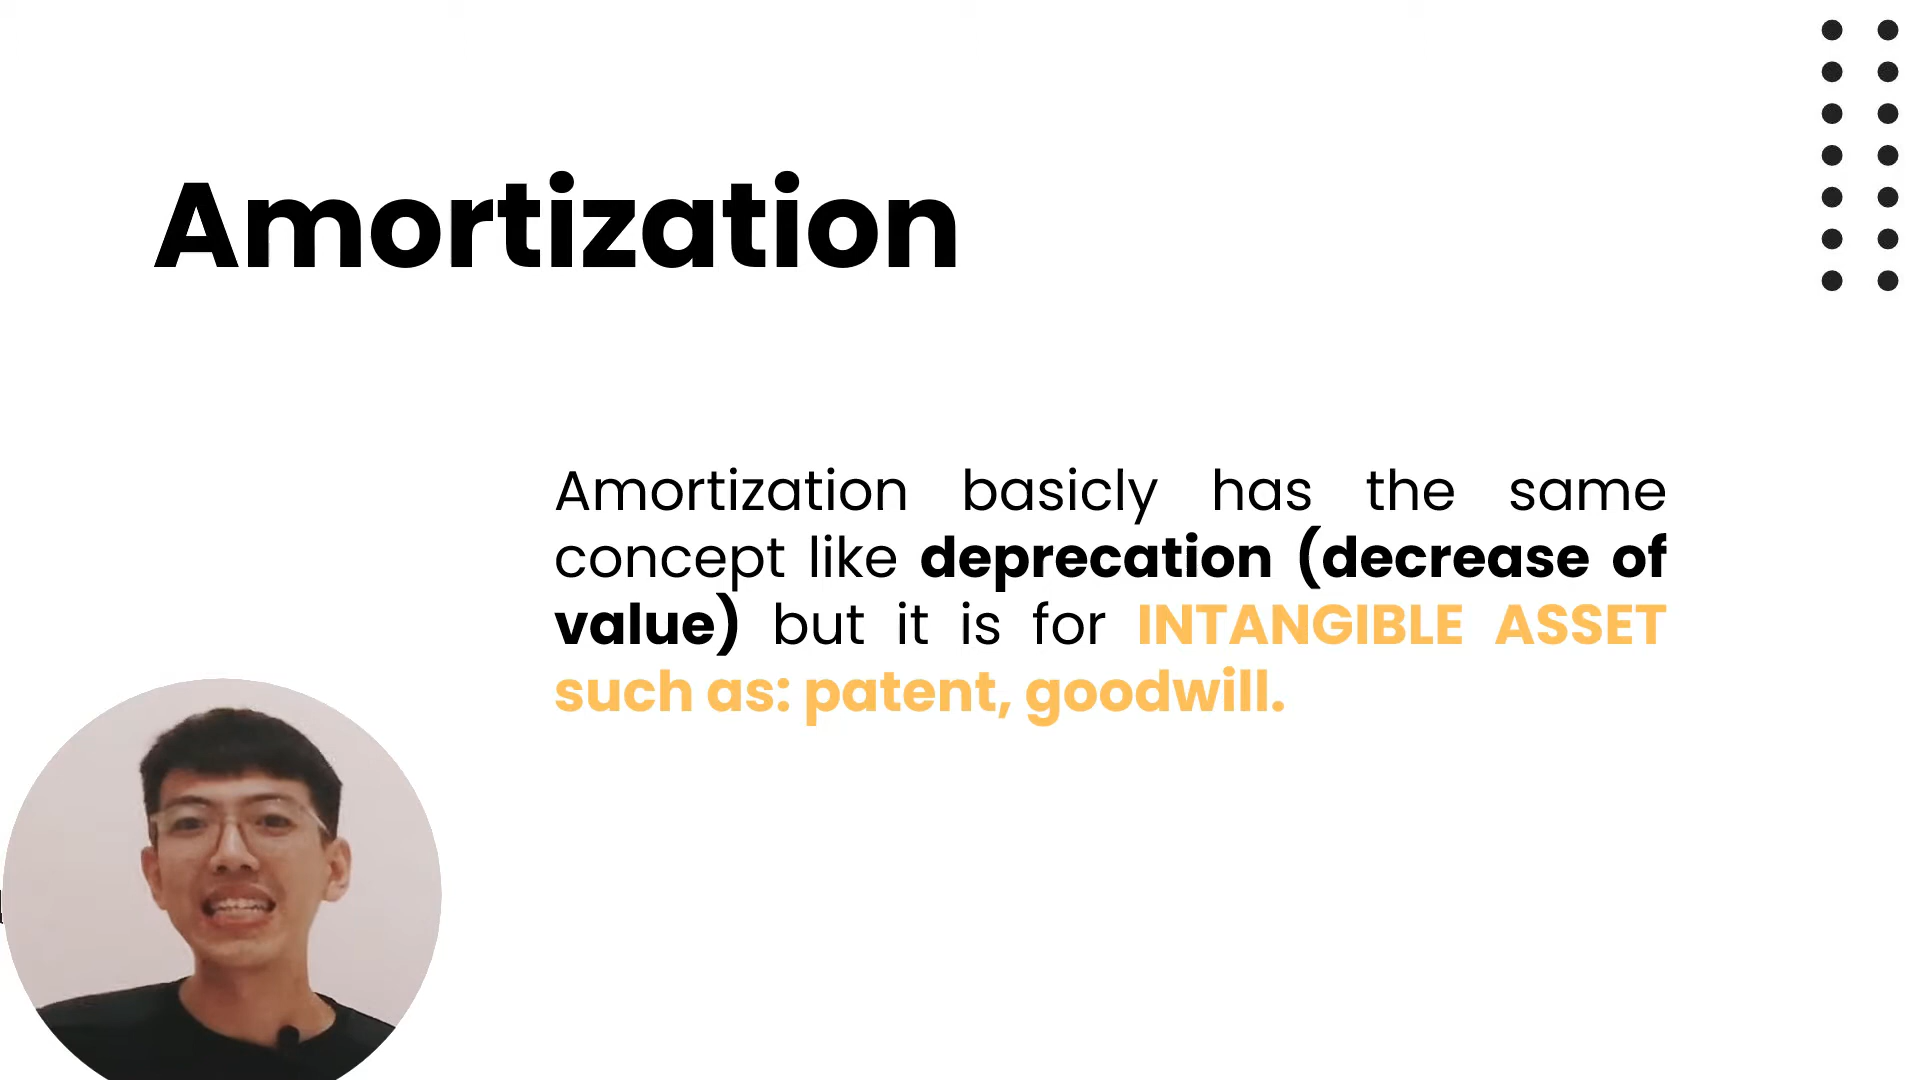 Amortization
Amortization basicly has the same
concept like deprecation (decrease of
value) but it is for INTANGIBLE ASSET
such as: patent, goodwill.